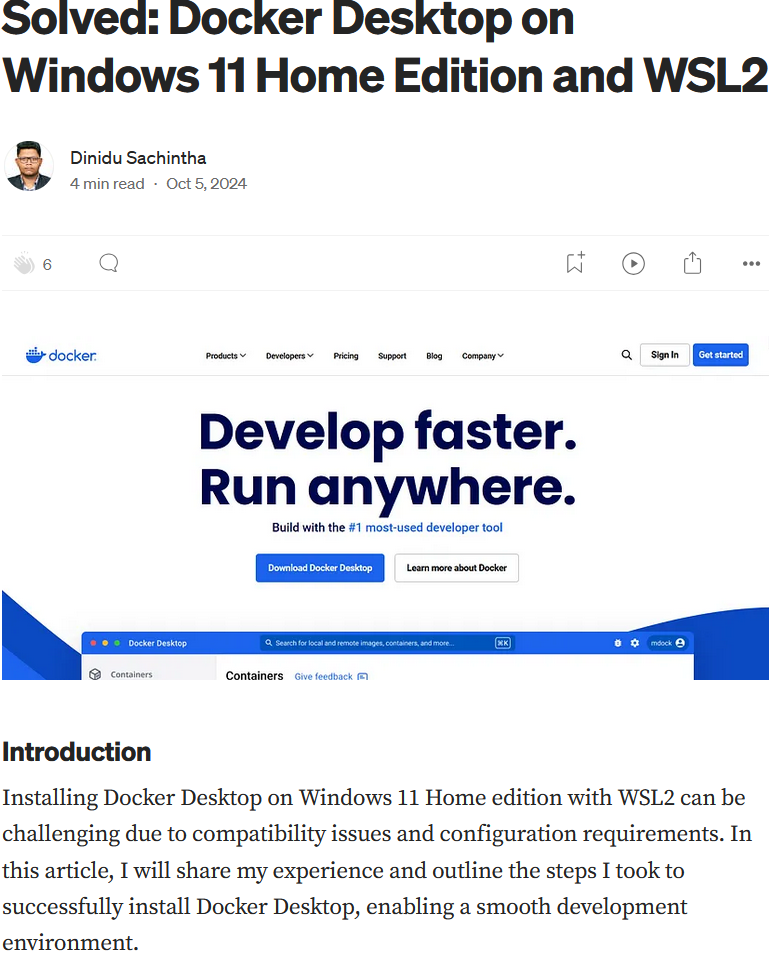 Solved: Docker Desktop on
Windows 11 Home Edition and WSL2
Dinidu Sachintha
4 min read · Oct 5, 2024
6
docker
Products Developers Pricing Support Blog Company Sign In Get started
Develop faster.
Run anywhere.
Build with the #1 most-used developer tool
Download Docker Desktop Learn more about Docker
Docker Desktop Search for local and remote images, containers, and more... ⌘K mdock
Containers Containers Give feedback
Introduction
Installing Docker Desktop on Windows 11 Home edition with WSL2 can be
challenging due to compatibility issues and configuration requirements. In
this article, I will share my experience and outline the steps I took to
successfully install Docker Desktop, enabling a smooth development
environment.